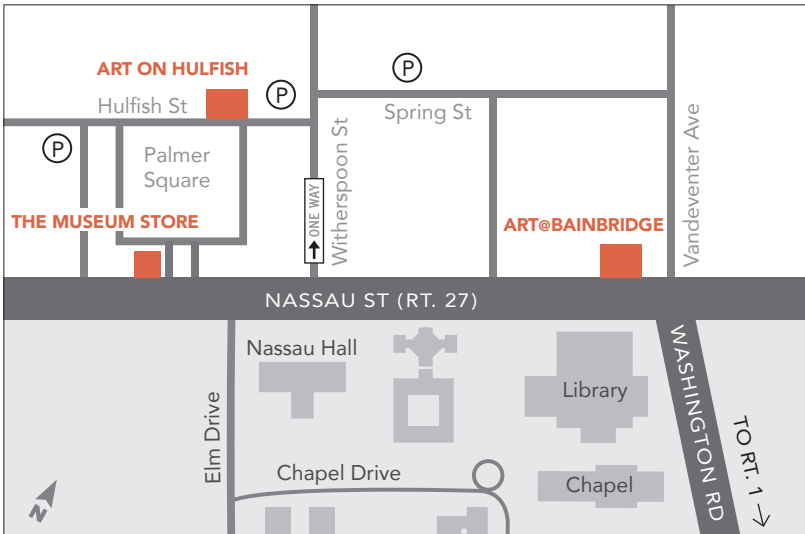 ART ON HULFISH
P
P
Hulfish St
Spring St
P
Palmer
Square
Witherspoon St
Vandeventer Ave
ONE WAY
THE MUSEUM STORE
ART@BAINBRIDGE
NASSAU ST (RT. 27)
Nassau Hall
Library
WASHINGTON RD
TO RT. 1
Elm Drive
Chapel Drive
Chapel
N